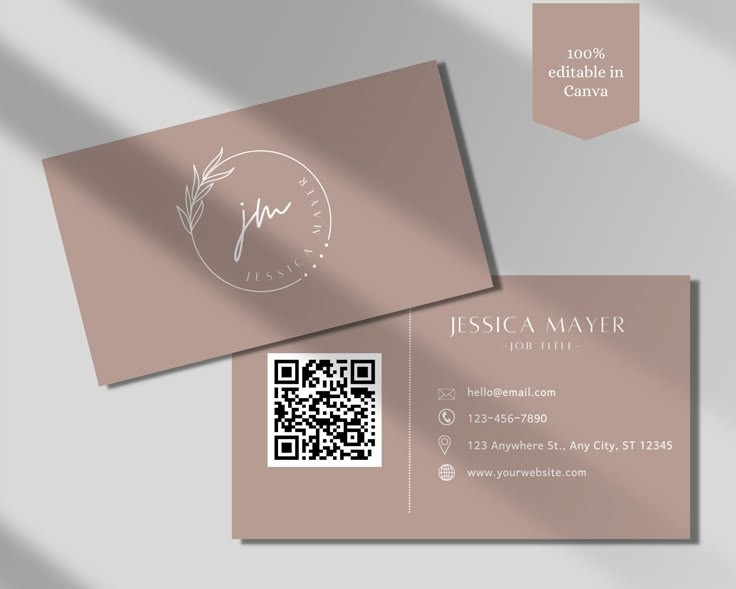 100%
editable in
Canva
jm
JESSICA MAYER
JESSICA MAYER
-JOB TITLE-
hello@email.com
123-456-7890
123 Anywhere St., Any City, ST 12345
www.yourwebsite.com